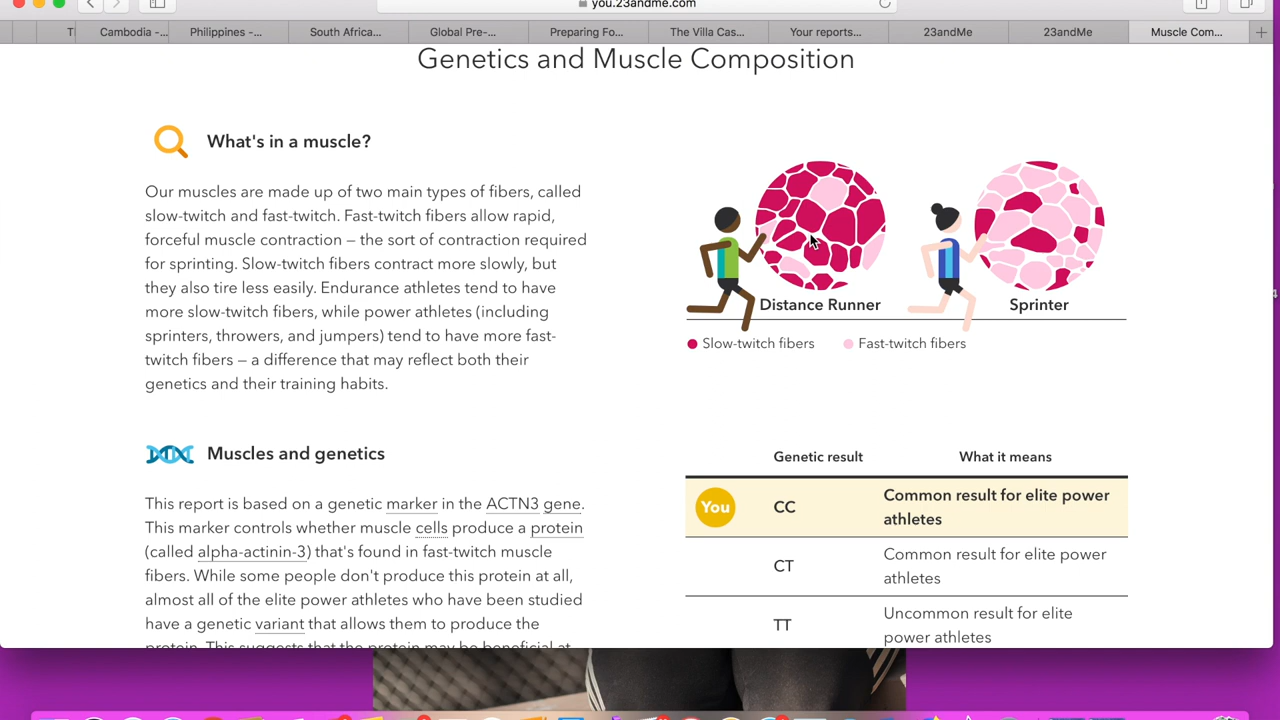 you.23andme.com
Cambodia -...
Philippines -...
South Africa...
Global Pre-...
Preparing Fo...
The Villa Cas...
Your reports...
23andMe
23andMe
Muscle Com...
Genetics and Muscle Composition
What's in a muscle?
Our muscles are made up of two main types of fibers, called
slow-twitch and fast-twitch. Fast-twitch fibers allow rapid,
forceful muscle contraction – the sort of contraction required
for sprinting. Slow-twitch fibers contract more slowly, but
they also tire less easily. Endurance athletes tend to have
more slow-twitch fibers, while power athletes (including
sprinters, throwers, and jumpers) tend to have more fast-
twitch fibers – a difference that may reflect both their
genetics and their training habits.
Distance Runner
Sprinter
Slow-twitch fibers
Fast-twitch fibers
Muscles and genetics
This report is based on a genetic marker in the ACTN3 gene.
This marker controls whether muscle cells produce a protein
(called alpha-actinin-3) that's found in fast-twitch muscle
fibers. While some people don't produce this protein at all,
almost all of the elite power athletes who have been studied
have a genetic variant that allows them to produce the
protein. This suggests that the protein may be beneficial at
Genetic result
What it means
You
CC
Common result for elite power
athletes
CT
Common result for elite power
athletes
TT
Uncommon result for elite
power athletes